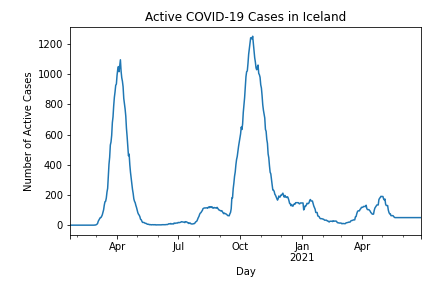 Active COVID-19 Cases in Iceland
1200
1000
800
600
400
200
0
Number of Active Cases
Apr
Jul
Oct
Jan
2021
Apr
Day